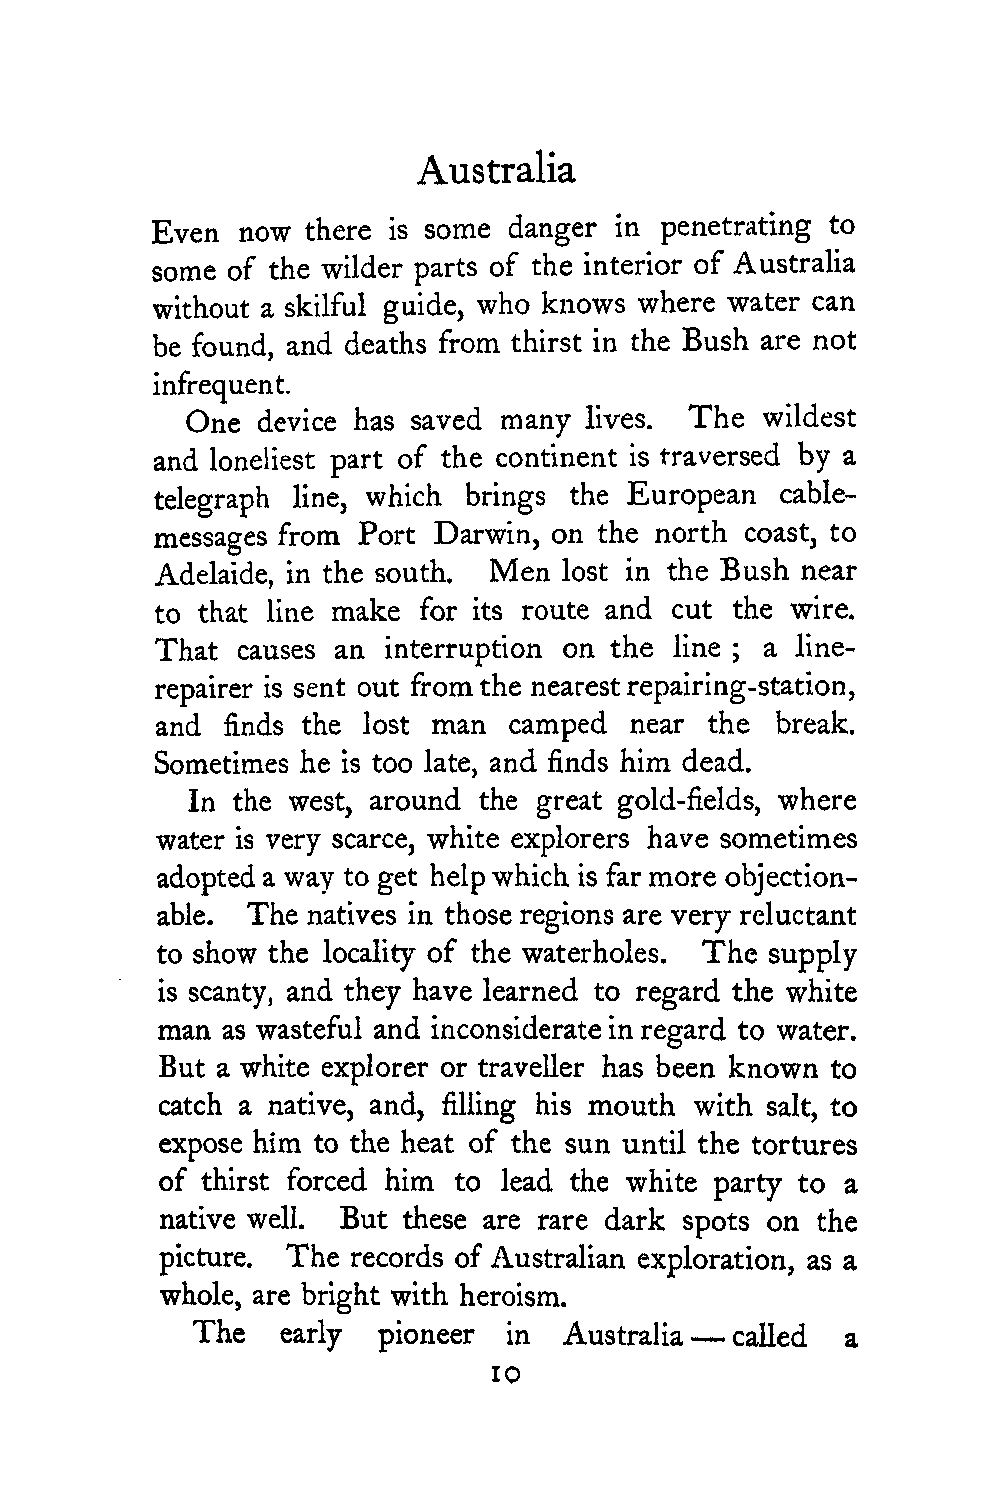 Australia
Even now there is some danger in penetrating to
some of the wilder parts of the interior of Australia
without a skilful guide, who knows where water can
be found, and deaths from thirst in the Bush are not
infrequent.
One device has saved many lives. The wildest
and loneliest part of the continent is traversed by a
telegraph line, which brings the European cable-
messages from Port Darwin, on the north coast, to
Adelaide, in the south. Men lost in the Bush near
to that line make for its route and cut the wire.
That causes an interruption on the line ; a line-
repairer is sent out from the nearest repairing-station,
and finds the lost man camped near the break.
Sometimes he is too late, and finds him dead.
In the west, around the great gold-fields, where
water is very scarce, white explorers have sometimes
adopted a way to get help which is far more objection-
able. The natives in those regions are very reluctant
to show the locality of the waterholes. The supply
is scanty, and they have learned to regard the white
man as wasteful and inconsiderate in regard to water.
But a white explorer or traveller has been known to
catch a native, and, filling his mouth with salt, to
expose him to the heat of the sun until the tortures
of thirst forced him to lead the white party to a
native well. But these are rare dark spots on the
picture. The records of Australian exploration, as a
whole, are bright with heroism.
The early pioneer in Australia — called a
10